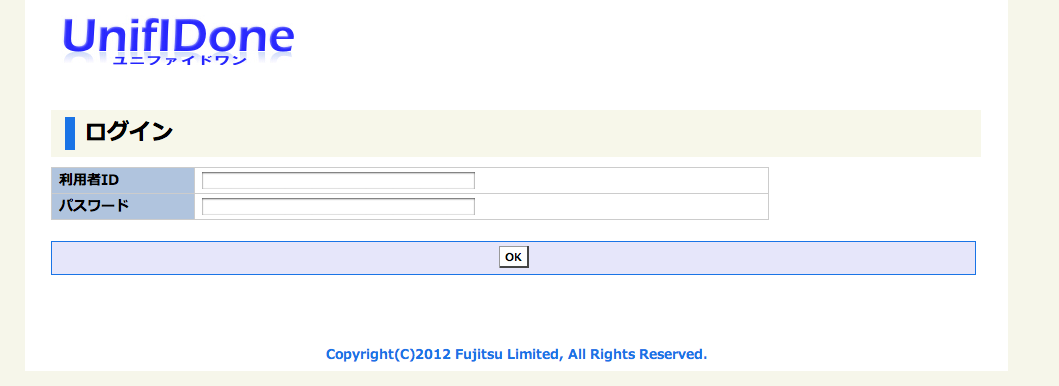 UnifIDone
ユニファイドワン
ログイン
利用者ID
パスワード
OK
Copyright(C)2012 Fujitsu Limited, All Rights Reserved.